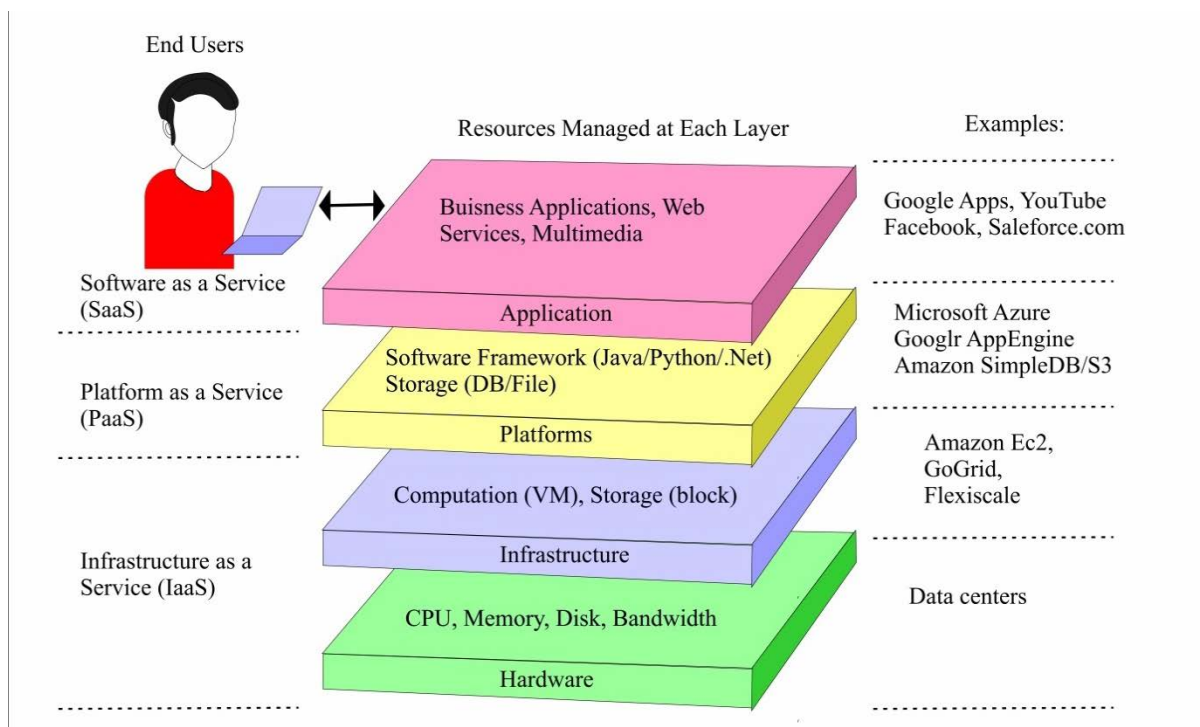 End Users
Resources Managed at Each Layer
Examples:
Buisness Applications, Web
Services, Multimedia
Application
Google Apps, YouTube
Facebook, Saleforce.com
Software as a Service
(SaaS)
Software Framework (Java/Python/.Net)
Storage (DB/File)
Platforms
Microsoft Azure
Googlr AppEngine
Amazon SimpleDB/S3
Platform as a Service
(PaaS)
Computation (VM), Storage (block)
Infrastructure
Amazon Ec2,
GoGrid,
Flexiscale
Infrastructure as a
Service (IaaS)
CPU, Memory, Disk, Bandwidth
Hardware
Data centers